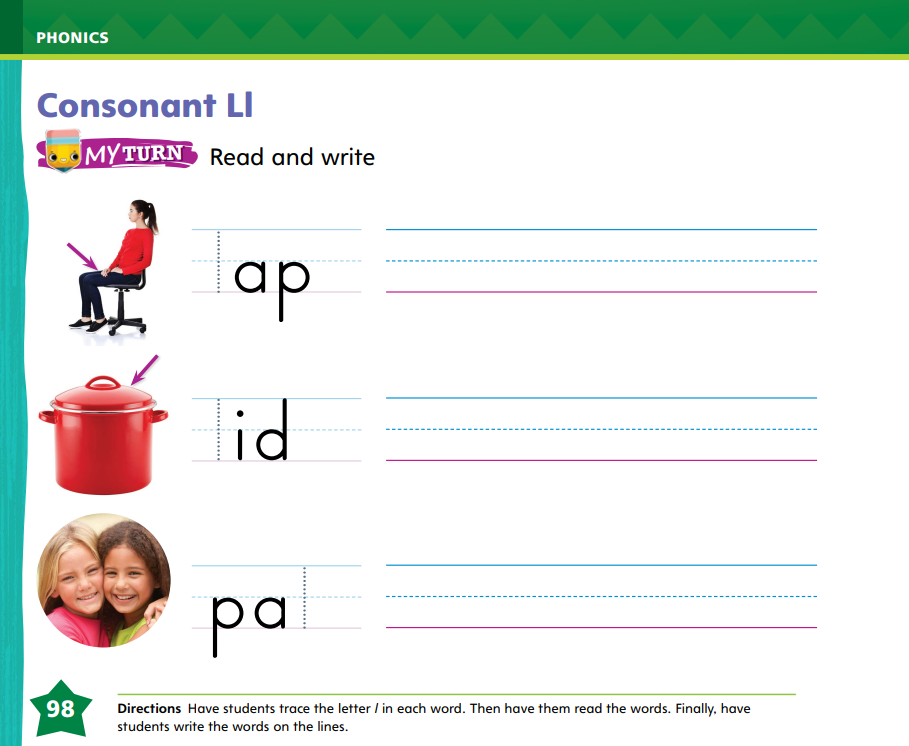 PHONICS
Consonant Ll
MY TURN Read and write
lap
lid
pal
98
Directions Have students trace the letter l in each word. Then have them read the words. Finally, have
students write the words on the lines.